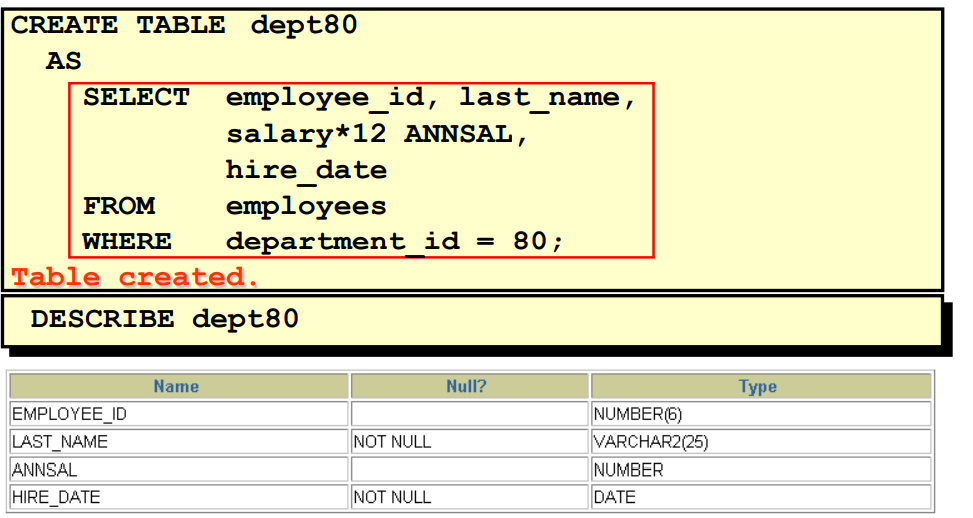 CREATE TABLE dept80
AS
SELECT employee_id, last_name,
salary*12 ANNSAL,
hire_date
FROM employees
WHERE department_id = 80;
Table created.
DESCRIBE dept80
Name Null? Type
EMPLOYEE_ID NUMBER(6)
LAST_NAME NOT NULL VARCHAR2(25)
ANNSAL NUMBER
HIRE_DATE NOT NULL DATE